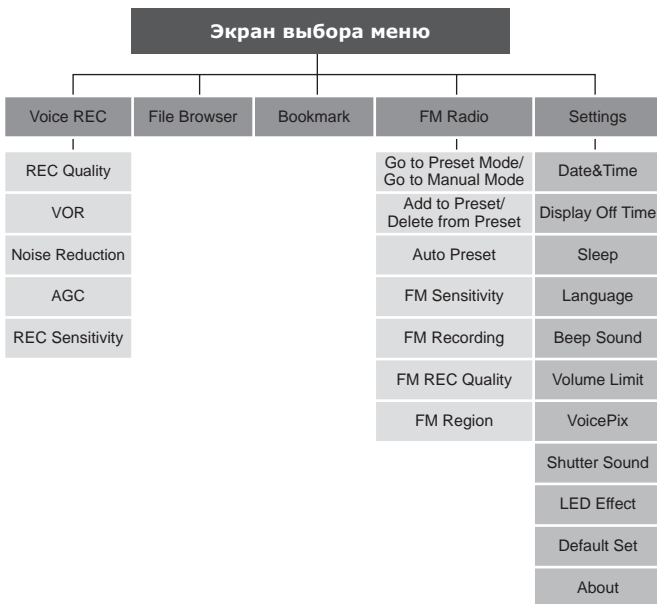 Экран выбора меню
Voice REC
File Browser
Bookmark
FM Radio
Settings
REC Quality
VOR
Noise Reduction
AGC
REC Sensitivity
Go to Preset Mode/
Go to Manual Mode
Add to Preset/
Delete from Preset
Auto Preset
FM Sensitivity
FM Recording
FM REC Quality
FM Region
Date&Time
Display Off Time
Sleep
Language
Beep Sound
Volume Limit
VoicePix
Shutter Sound
LED Effect
Default Set
About